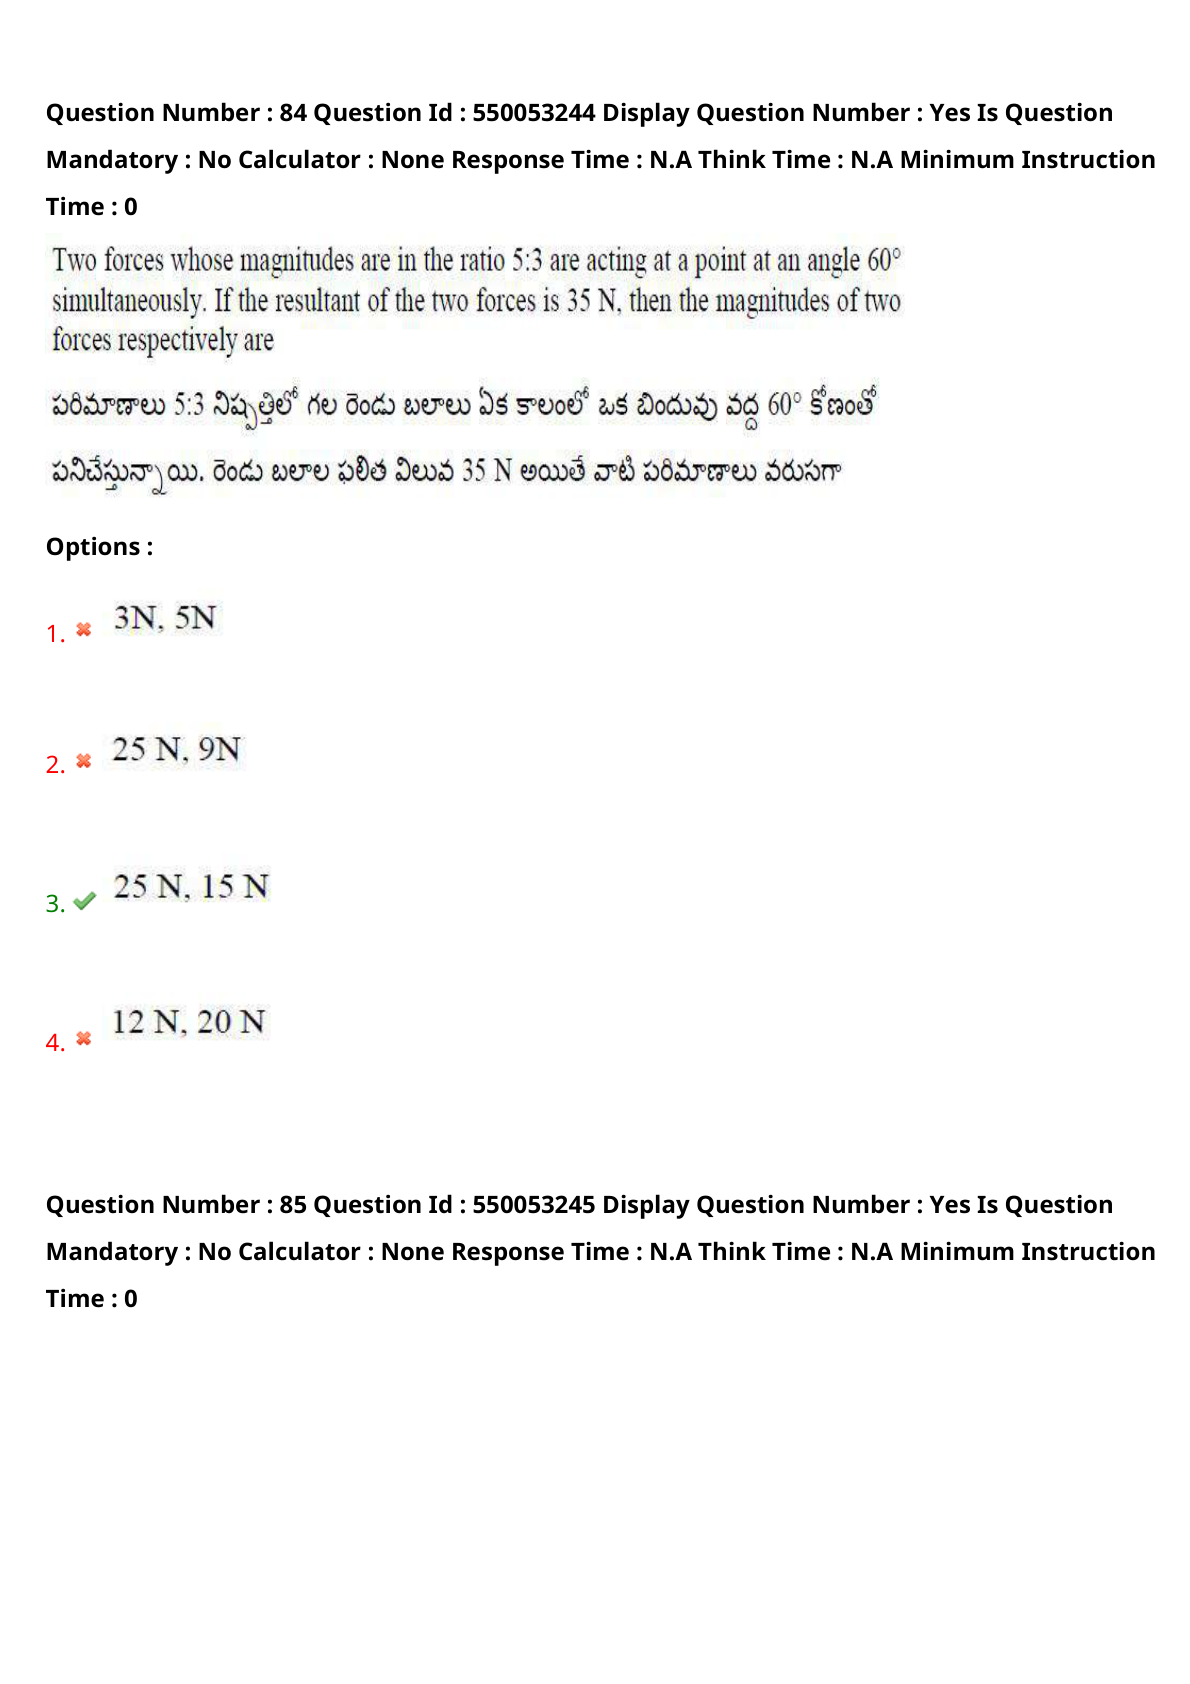 Question Number : 84 Question Id : 550053244 Display Question Number : Yes Is Question
Mandatory : No Calculator : None Response Time : N.A Think Time : N.A Minimum Instruction
Time : 0
Two forces whose magnitudes are in the ratio 5:3 are acting at a point at an angle 60°
simultaneously. If the resultant of the two forces is 35 N, then the magnitudes of two
forces respectively are
పరిమాణాలు 5:3 నిష్పత్తిలో గల రెండు బలాలు ఏక కాలంలో ఒక బిందువు వద్ద 60° కోణంతో
పనిచేస్తున్నాయి. రెండు బలాల ఫలిత విలువ 35 N అయితే వాటి పరిమాణాలు వరుసగా
Options :
1. 3N, 5N
2. 25 N, 9N
3. 25 N, 15 N
4. 12 N, 20 N
Question Number : 85 Question Id : 550053245 Display Question Number : Yes Is Question
Mandatory : No Calculator : None Response Time : N.A Think Time : N.A Minimum Instruction
Time : 0